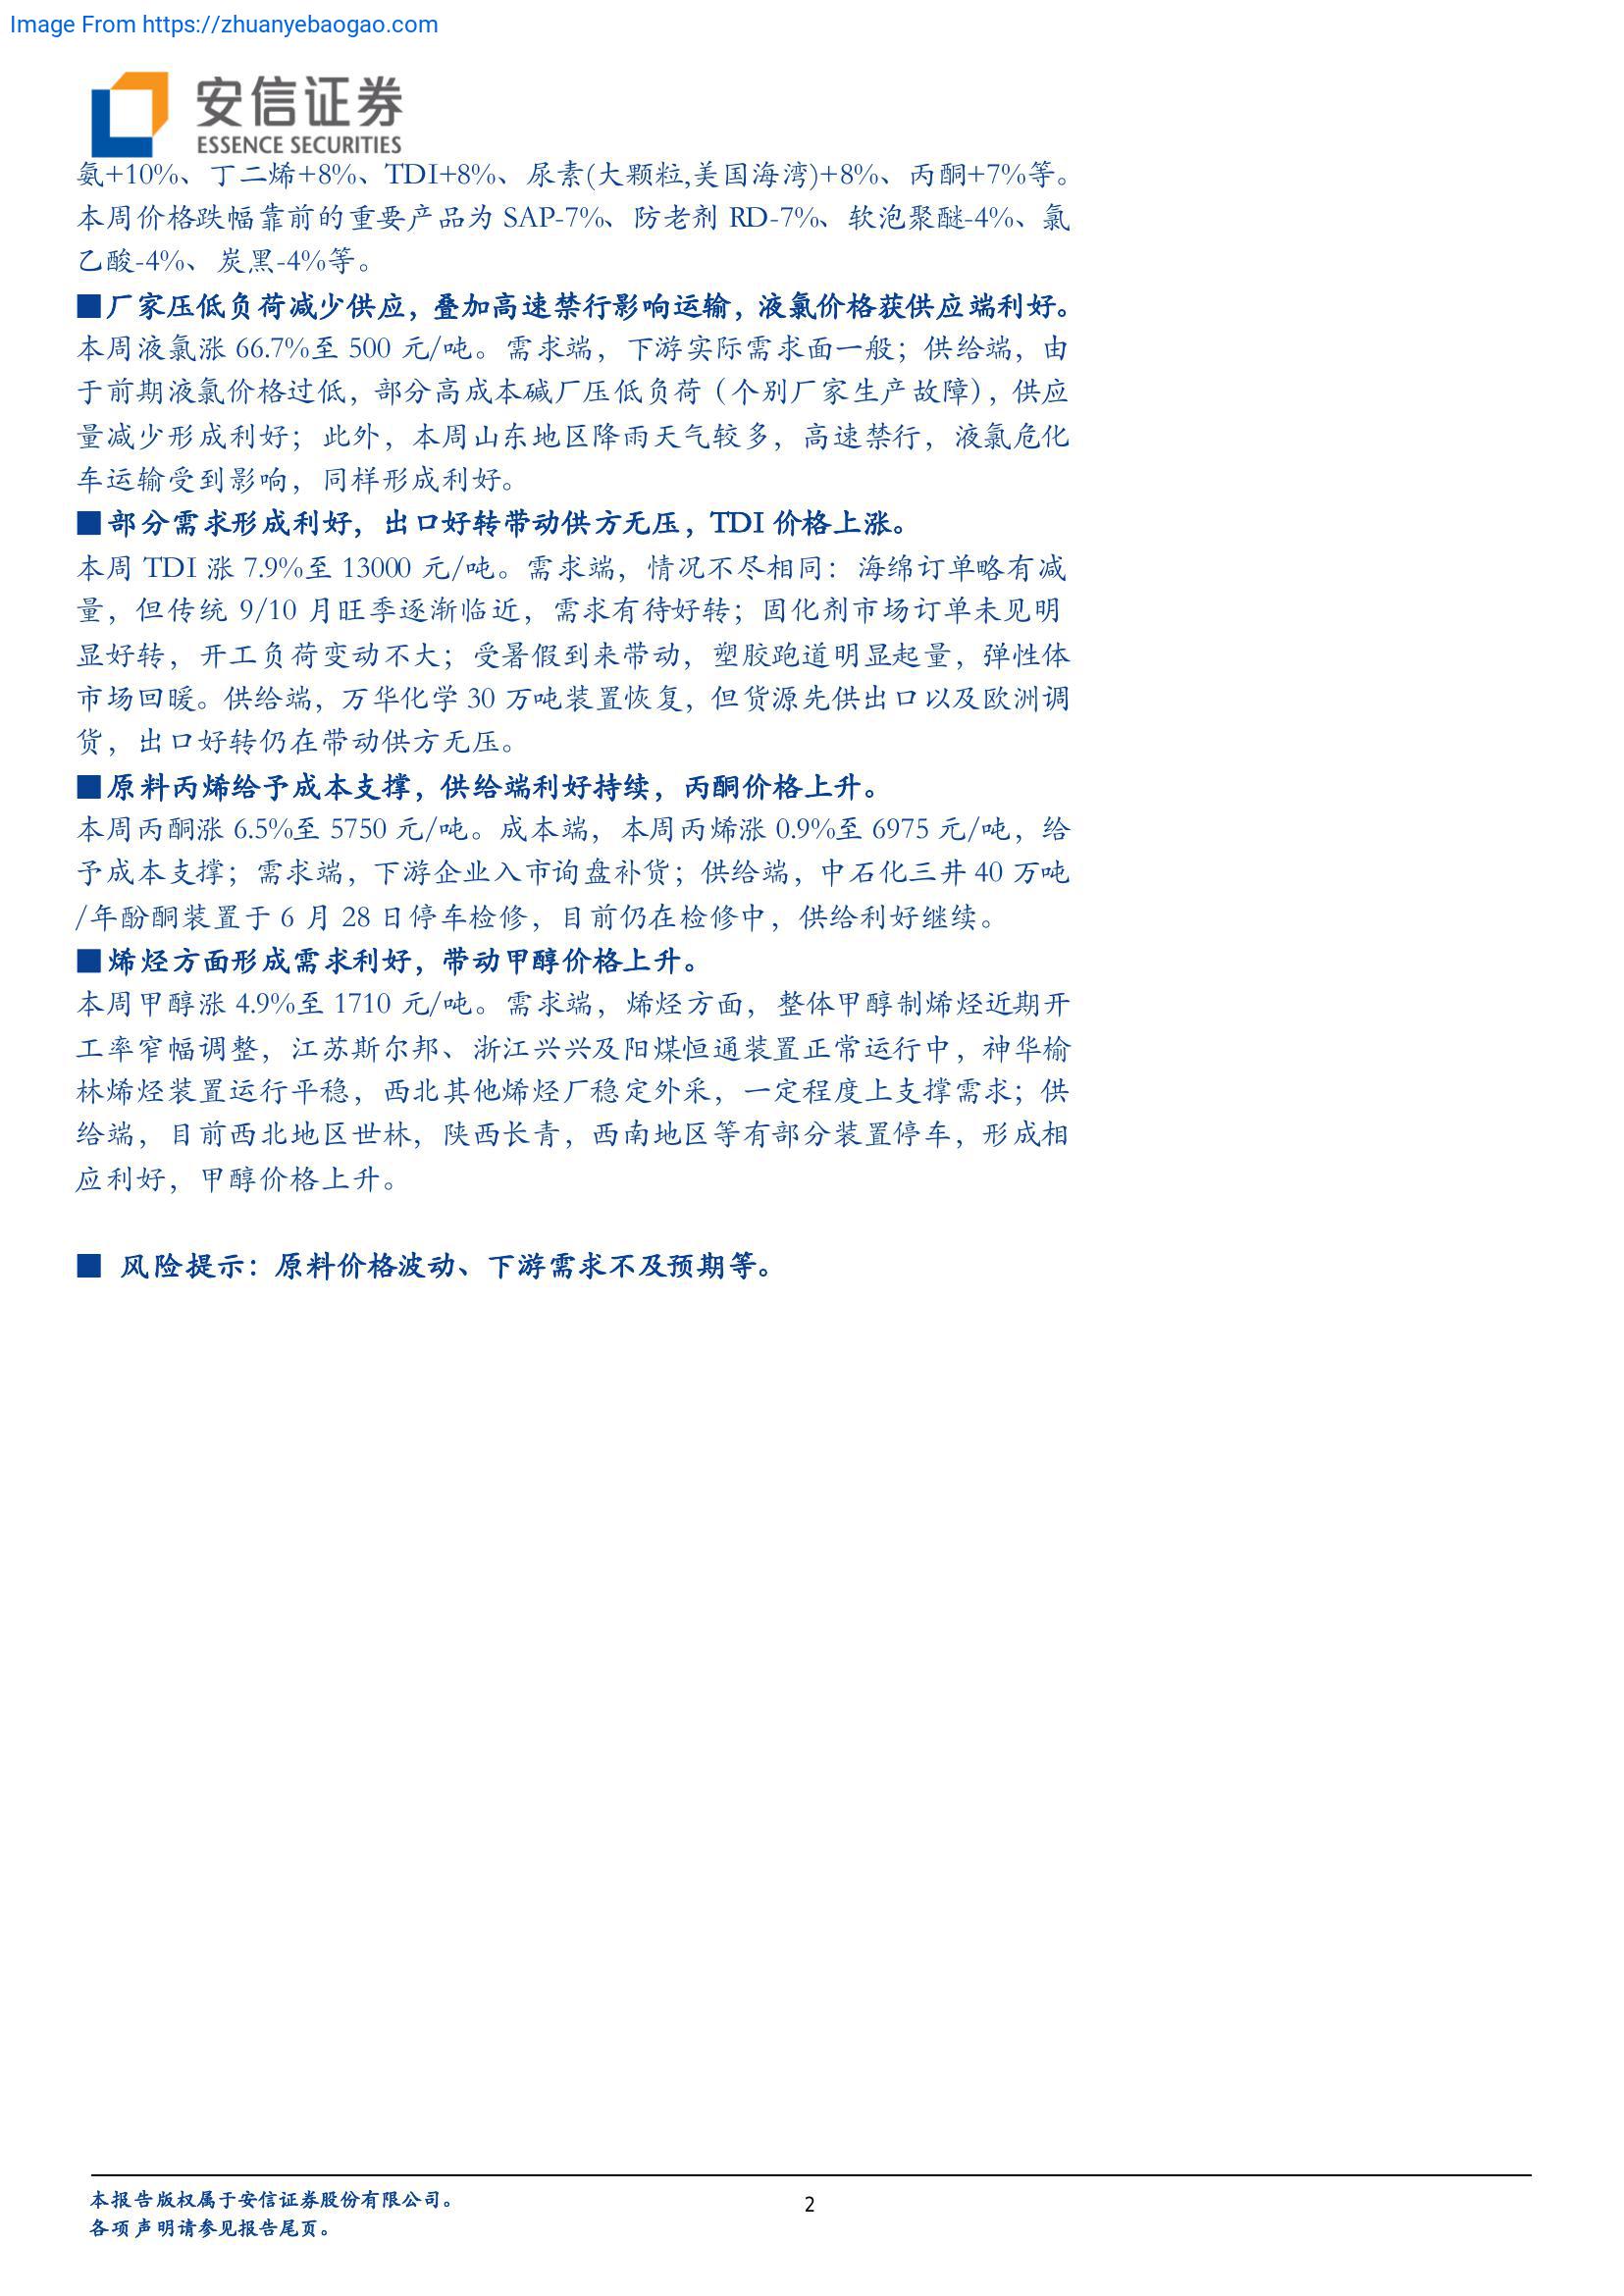 Image From https://zhuanyebaogao.com
安信证券
ESSENCE SECURITIES
氨+10%、丁二烯+8%、TDI+8%、尿素(大颗粒,美国海湾)+8%、丙酮+7%等。
本周价格跌幅靠前的重要产品为 SAP-7%、防老剂 RD-7%、软泡聚醚-4%、氯
乙酸-4%、炭黑-4%等。
■厂家压低负荷减少供应，叠加高速禁行影响运输，液氯价格获供应端利好。
本周液氯涨 66.7%至 500 元/吨。需求端，下游实际需求面一般；供给端，由
于前期液氯价格过低，部分高成本碱厂压低负荷（个别厂家生产故障），供应
量减少形成利好；此外，本周山东地区降雨天气较多，高速禁行，液氯危化
车运输受到影响，同样形成利好。
■部分需求形成利好，出口好转带动供方无压，TDI 价格上涨。
本周 TDI 涨 7.9%至 13000 元/吨。需求端，情况不尽相同：海绵订单略有减
量，但传统 9/10 月旺季逐渐临近，需求有待好转；固化剂市场订单未见明
显好转，开工负荷变动不大；受暑假到来带动，塑胶跑道明显起量，弹性体
市场回暖。供给端，万华化学 30 万吨装置恢复，但货源先供出口以及欧洲调
货，出口好转仍在带动供方无压。
■原料丙烯给予成本支撑，供给端利好持续，丙酮价格上升。
本周丙酮涨 6.5%至 5750 元/吨。成本端，本周丙烯涨 0.9%至 6975 元/吨，给
予成本支撑；需求端，下游企业入市询盘补货；供给端，中石化三井 40 万吨
/年酚酮装置于 6 月 28 日停车检修，目前仍在检修中，供给利好继续。
■烯烃方面形成需求利好，带动甲醇价格上升。
本周甲醇涨 4.9%至 1710 元/吨。需求端，烯烃方面，整体甲醇制烯烃近期开
工率窄幅调整，江苏斯尔邦、浙江兴兴及阳煤恒通装置正常运行中，神华榆
林烯烃装置运行平稳，西北其他烯烃厂稳定外采，一定程度上支撑需求；供
给端，目前西北地区世林，陕西长青，西南地区等有部分装置停车，形成相
应利好，甲醇价格上升。
■ 风险提示：原料价格波动、下游需求不及预期等。
本报告版权属于安信证券股份有限公司。
2
各项声明请参见报告尾页。